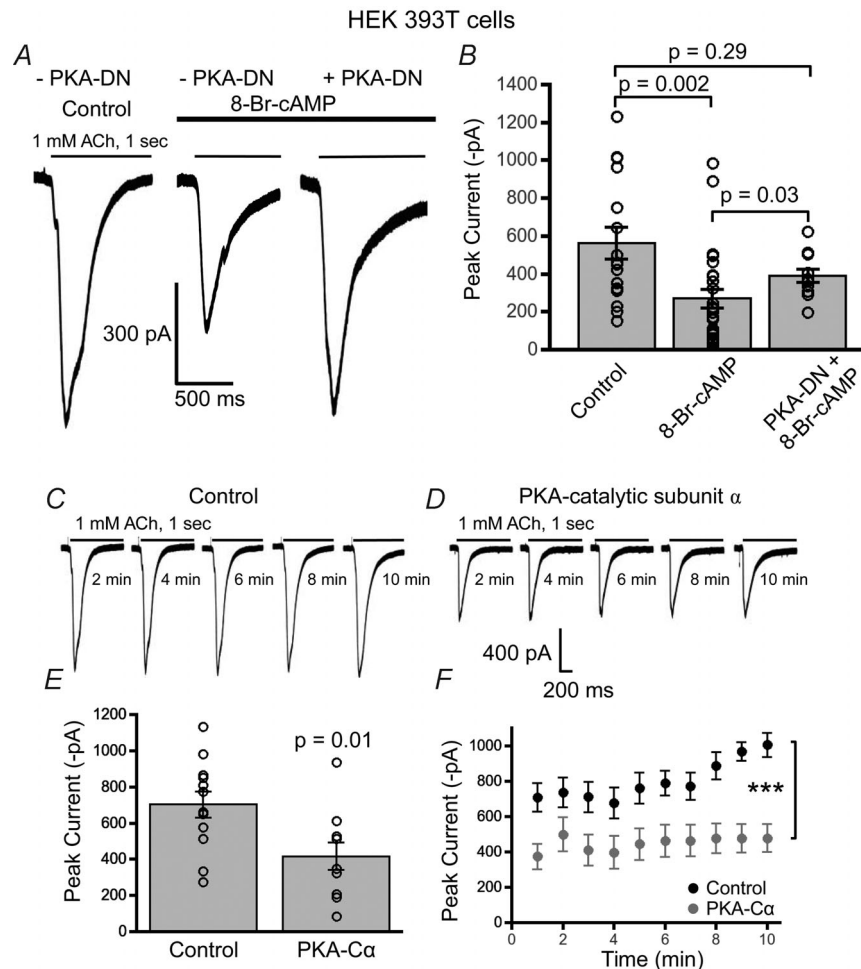 HEK 393T cells
A
- PKA-DN
- PKA-DN
+ PKA-DN
Control
8-Br-cAMP
1 mM ACh, 1 sec
300 pA
500 ms
B
p = 0.29
p = 0.002
p = 0.03
Peak Current (-pA)
1400
1200
1000
800
600
400
200
0
Control
8-Br-cAMP
PKA-DN +
8-Br-cAMP
C
Control
1 mM ACh, 1 sec
2 min
4 min
6 min
8 min
10 min
D
PKA-catalytic subunit α
1 mM ACh, 1 sec
2 min
4 min
6 min
8 min
10 min
400 pA
200 ms
E
Peak Current (-pA)
1200
1000
800
600
400
200
0
p = 0.01
Control
PKA-Cα
F
Peak Current (-pA)
1000
800
600
400
200
0
***
Control
PKA-Cα
0 2 4 6 8 10
Time (min)